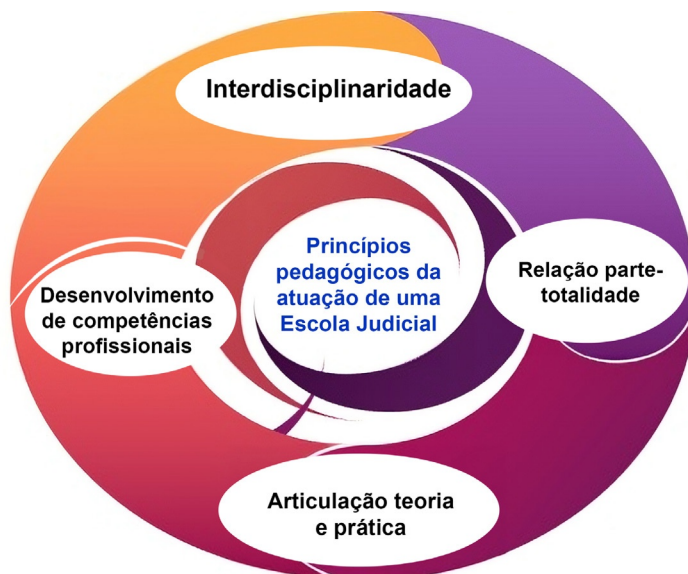 Interdisciplinaridade
Princípios
pedagógicos da
atuação de uma
Escola Judicial
Relação parte-
totalidade
Desenvolvimento
de competências
profissionais
Articulação teoria
e prática